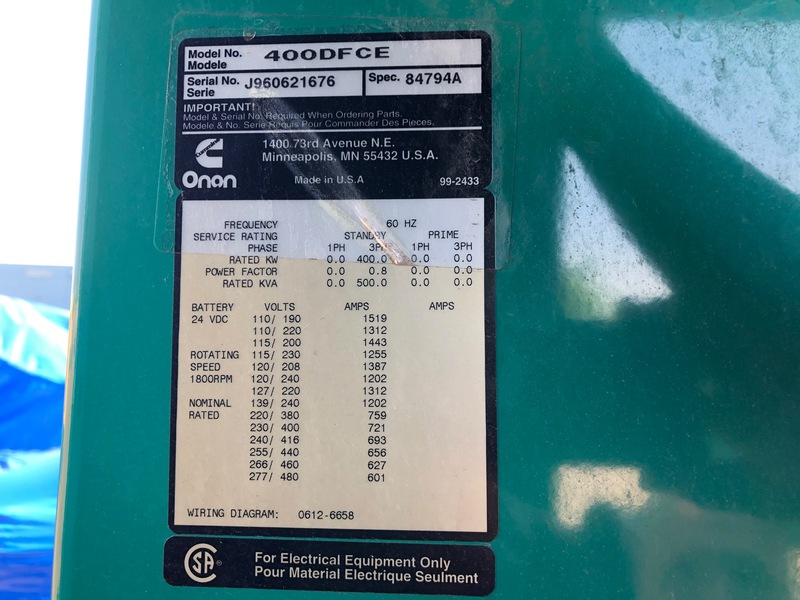 Model No. 400DFCE
Modele
Serial No. J960621676 Spec. 84794A
Serie
IMPORTANT!
Model & Serial No. Required When Ordering Parts.
Modele & No. Serie Requis Pour Commander Des Pieces.
1400 73rd Avenue N.E.
Minneapolis, MN 55432 U.S.A.
Onan Made in U.S.A 99-2433
FREQUENCY 60 HZ
SERVICE RATING STANDBY PRIME
PHASE 1PH 3PH 1PH 3PH
RATED KW 0.0 400.0 0.0 0.0
POWER FACTOR 0.0 0.8 0.0 0.0
RATED KVA 0.0 500.0 0.0 0.0
BATTERY VOLTS AMPS AMPS
24 VDC 110/ 190 1519
110/ 220 1312
115/ 200 1443
ROTATING 115/ 230 1255
SPEED 120/ 208 1387
1800RPM 120/ 240 1202
127/ 220 1312
NOMINAL 139/ 240 1202
RATED 220/ 380 759
230/ 400 721
240/ 416 693
255/ 440 656
266/ 460 627
277/ 480 601
WIRING DIAGRAM: 0612-6658
CSA For Electrical Equipment Only
Pour Material Electrique Seulment